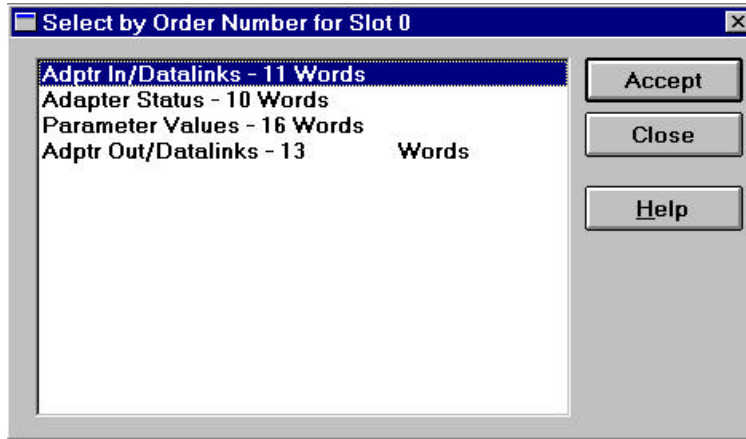 Select by Order Number for Slot 0
Adptr In/Datalinks - 11 Words
Adapter Status - 10 Words
Parameter Values - 16 Words
Adptr Out/Datalinks - 13 Words
Accept
Close
Help